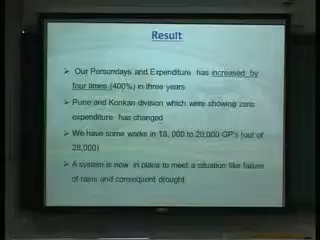 Result
➢ Our Persondays and Expenditure has increased by
four times (400%) in three years
➢ Pune and Konkan division which were showing zero
expenditure has changed
➢ We have some works in 18, 000 to 20,000 GP's (out of
28,000)
➢ A system is now in place to meet a situation like failure
of rains and consequent drought